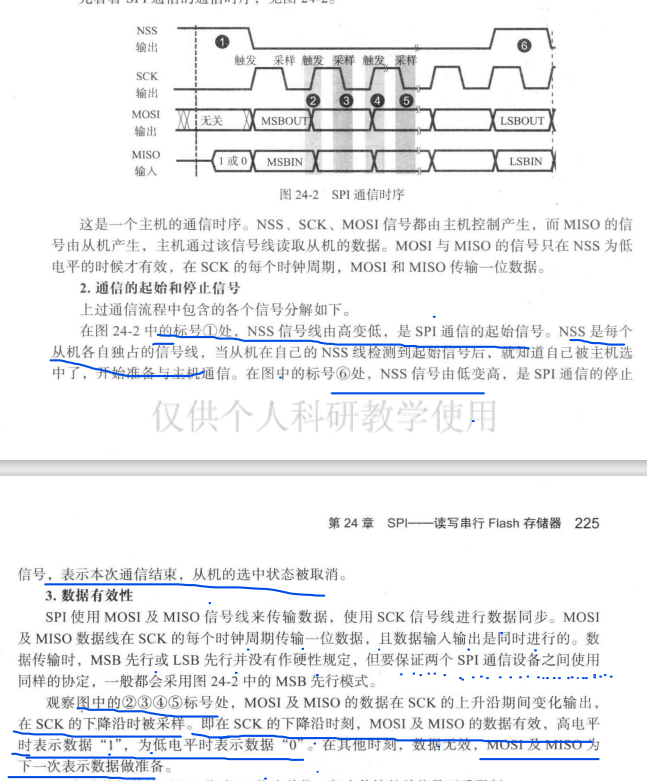 NSS
输出
SCK
输出
MOSI
输出
MISO
输入
① ⑥
触发 采样 触发 采样 触发 采样
② ③ ④ ⑤
无关 MSBOUT LSBOUT
1 或 0 MSBIN LSBIN
图 24-2 SPI 通信时序
这是一个主机的通信时序。NSS、SCK、MOSI 信号都由主机控制产生，而 MISO 的信
号由从机产生，主机通过该信号线读取从机的数据。MOSI 与 MISO 的信号只在 NSS 为低
电平的时候才有效，在 SCK 的每个时钟周期，MOSI 和 MISO 传输一位数据。
2. 通信的起始和停止信号
上过通信流程中包含的各个信号分解如下。
在图 24-2 中的标号①处，NSS 信号线由高变低，是 SPI 通信的起始信号。NSS 是每个
从机各自独占的信号线，当从机在自己的 NSS 线检测到起始信号后，就知道自己被主机选
中了，开始准备与主机通信。在图中的标号⑥处，NSS 信号由低变高，是 SPI 通信的停止
仅供个人科研教学使用
第 24 章 SPI——读写串行 Flash 存储器 225
信号，表示本次通信结束，从机的选中状态被取消。
3. 数据有效性
SPI 使用 MOSI 及 MISO 信号线来传输数据，使用 SCK 信号线进行数据同步。MOSI
及 MISO 数据线在 SCK 的每个时钟周期传输一位数据，且数据输入输出是同时进行的。数
据传输时，MSB 先行或 LSB 先行并没有作硬性规定，但要保证两个 SPI 通信设备之间使用
同样的协定，一般都会采用图 24-2 中的 MSB 先行模式。
观察图中的②③④⑤标号处，MOSI 及 MISO 的数据在 SCK 的上升沿期间变化输出，
在 SCK 的下降沿时被采样。即在 SCK 的下降沿时刻，MOSI 及 MISO 的数据有效，高电平
时表示数据“1”，为低电平时表示数据“0”。在其他时刻，数据无效，MOSI 及 MISO 为
下一次表示数据做准备。